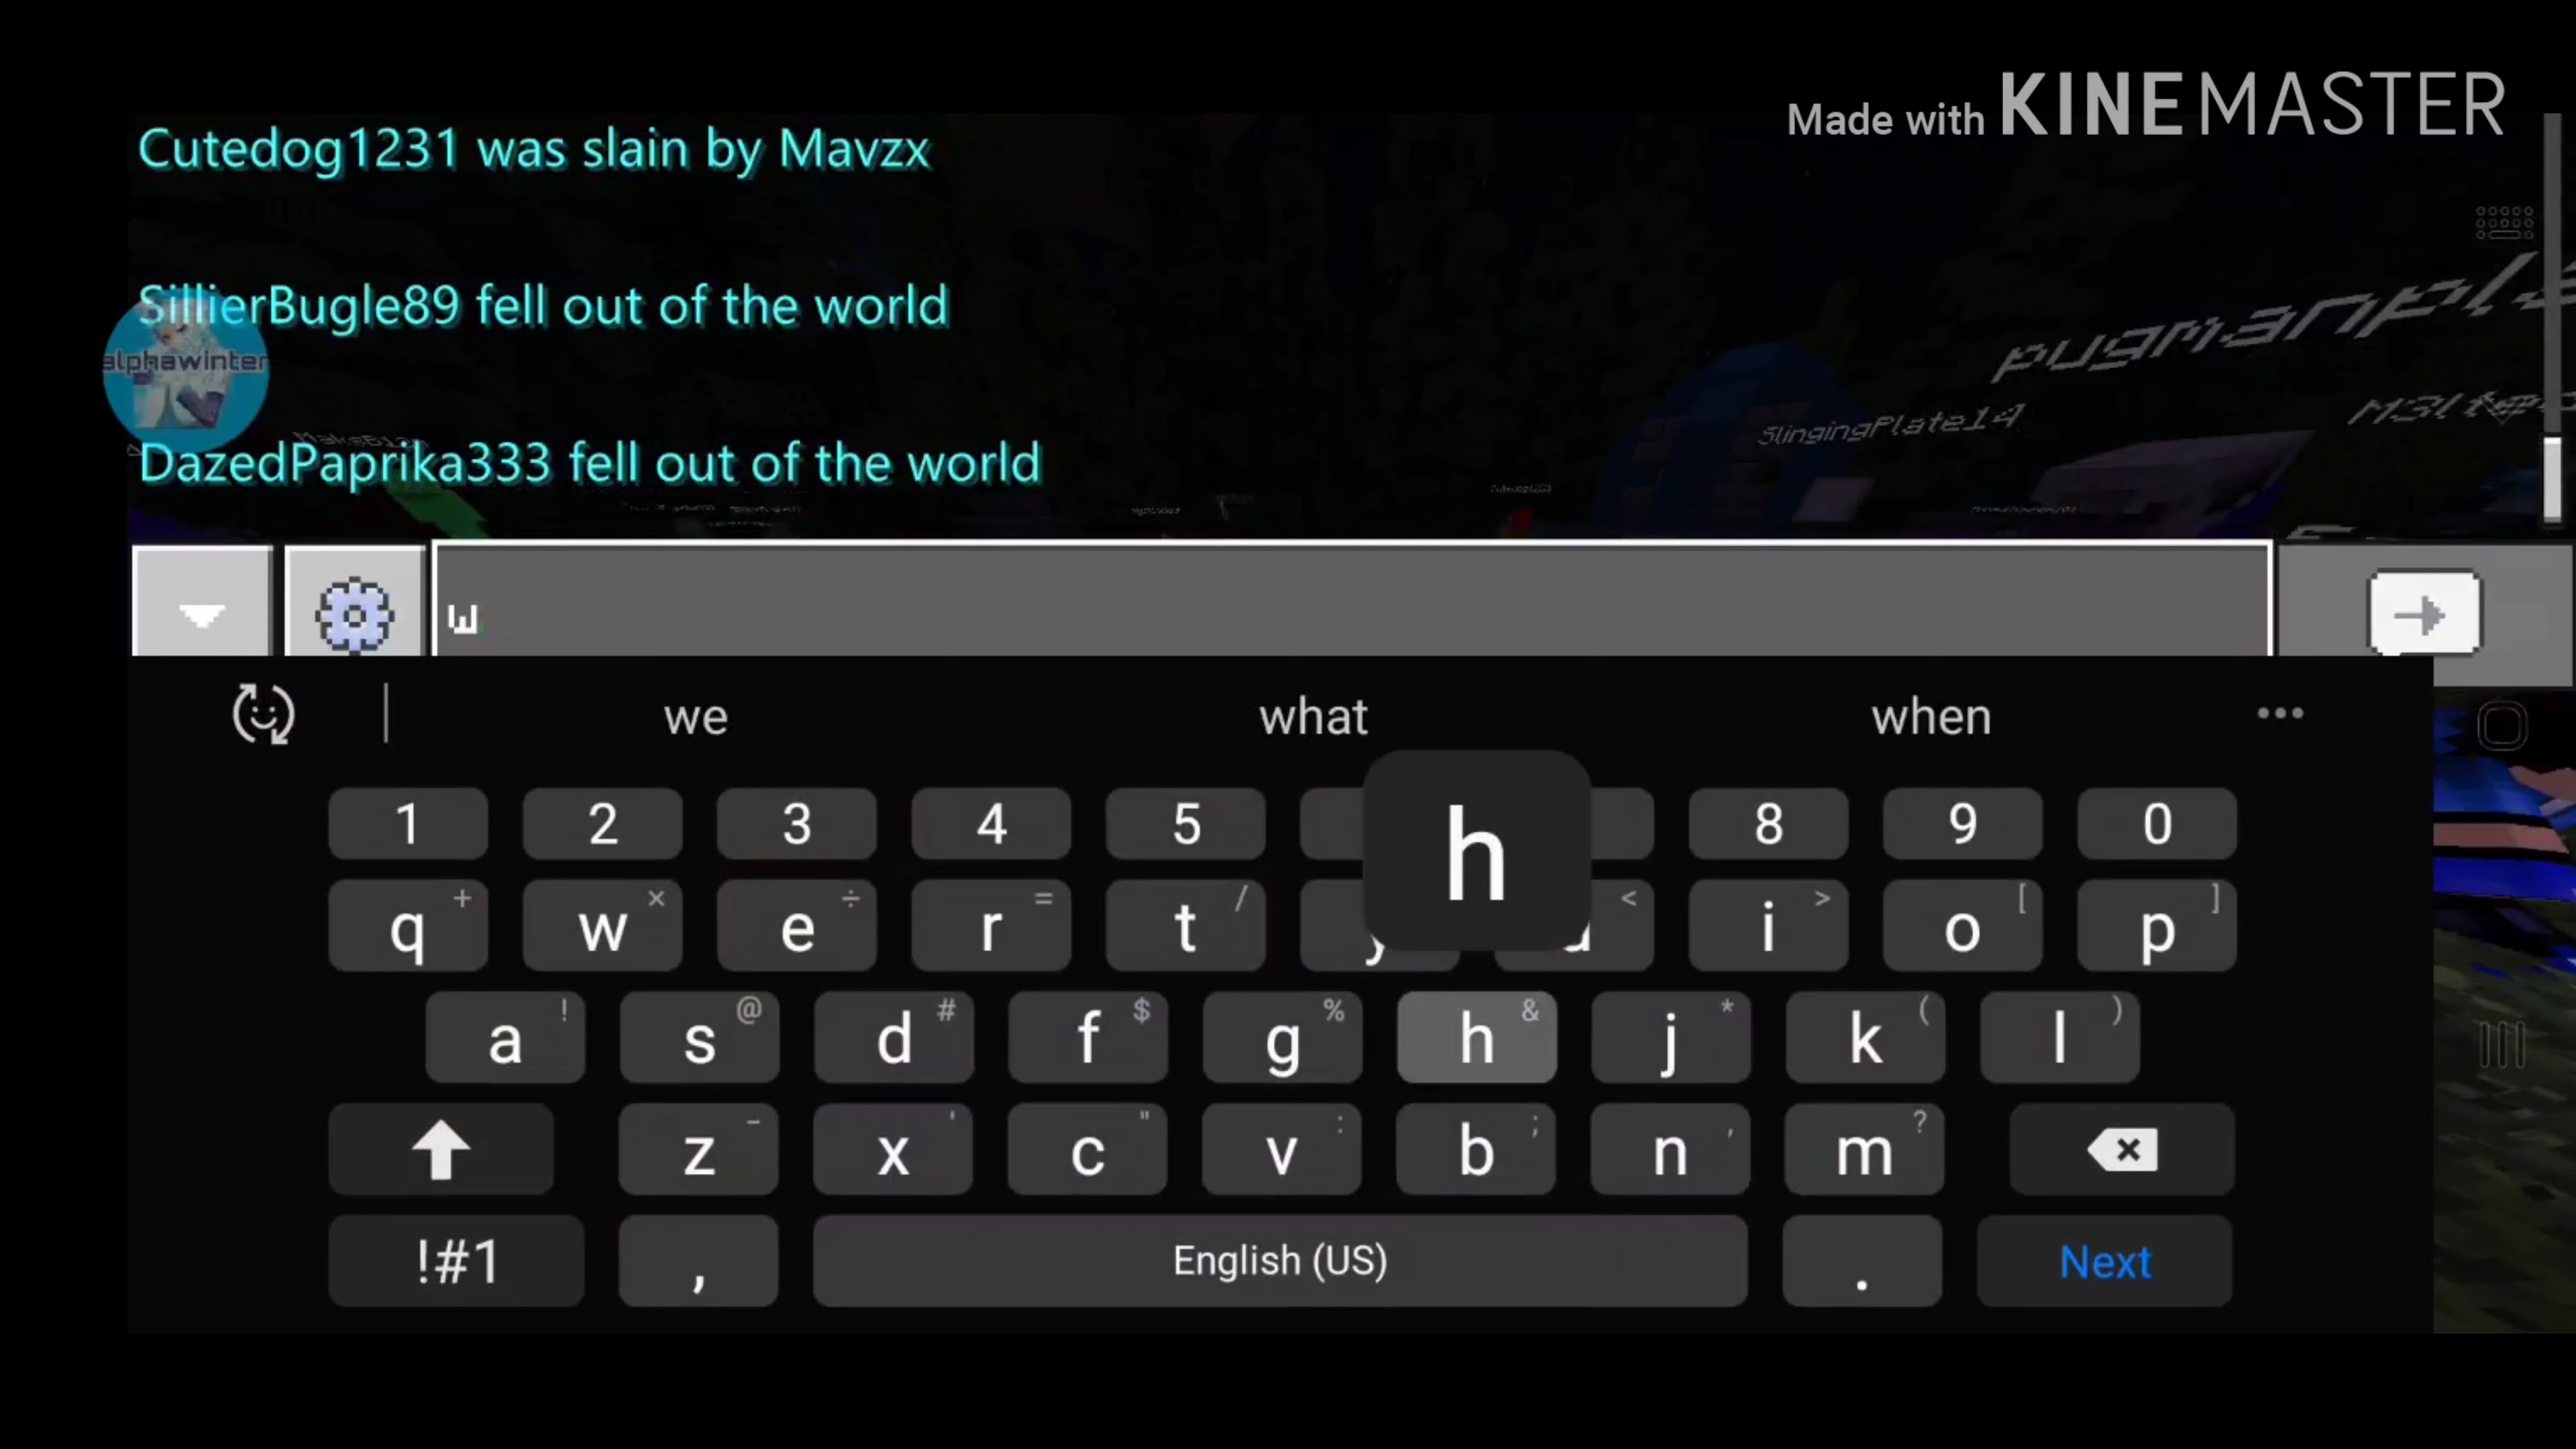 Made with KINEMASTER
Cutedog1231 was slain by Mavzx
SillierBugle89 fell out of the world
alphawinter
SlingingPlate14
DazedPaprika333 fell out of the world
w
we what when
h
1 2 3 4 5 8 9 0
q + w × e ÷ r = t / y u < i > o [ p ]
a ! s @ d # f $ g % h & j * k ( l )
z - x ' c " v : b ; n , m ?
!#1 , English (US) . Next